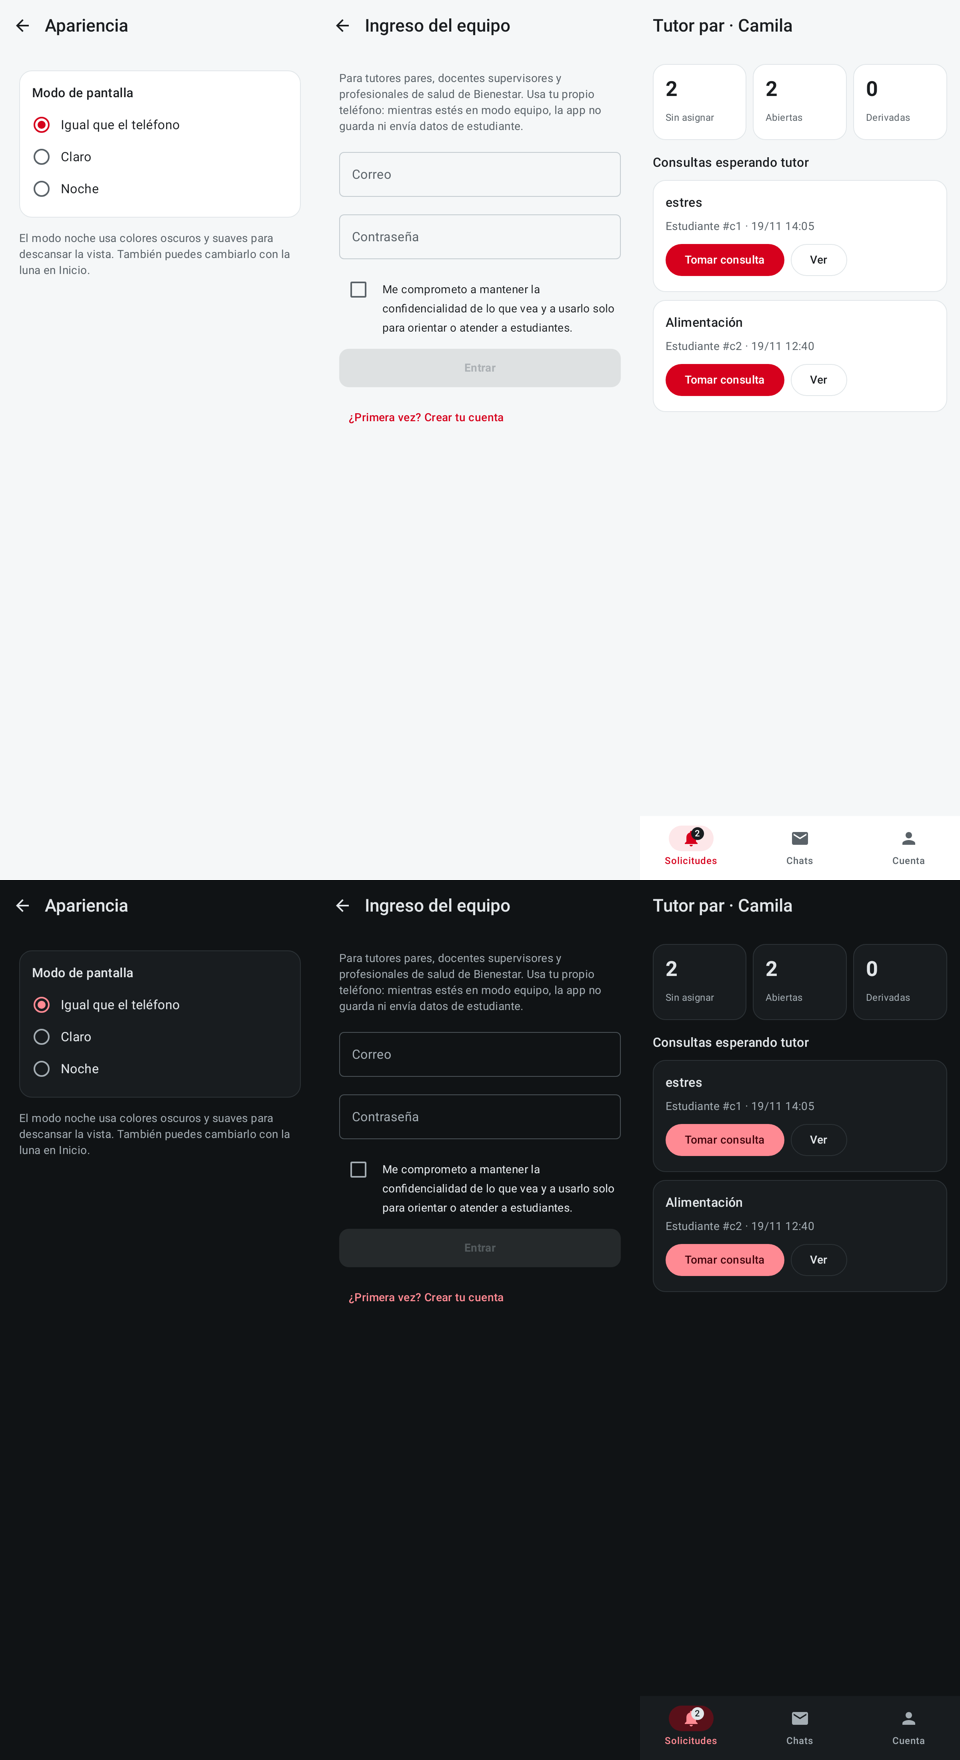 Apariencia
Modo de pantalla
Igual que el teléfono
Claro
Noche
El modo noche usa colores oscuros y suaves para
descansar la vista. También puedes cambiarlo con la
luna en Inicio.
Ingreso del equipo
Para tutores pares, docentes supervisores y
profesionales de salud de Bienestar. Usa tu propio
teléfono: mientras estés en modo equipo, la app no
guarda ni envía datos de estudiante.
Correo
Contraseña
Me comprometo a mantener la
confidencialidad de lo que vea y a usarlo solo
para orientar o atender a estudiantes.
Entrar
¿Primera vez? Crear tu cuenta
Tutor par · Camila
2
Sin asignar
2
Abiertas
0
Derivadas
Consultas esperando tutor
estres
Estudiante #c1 · 19/11 14:05
Tomar consulta
Ver
Alimentación
Estudiante #c2 · 19/11 12:40
Tomar consulta
Ver
2
Solicitudes
Chats
Cuenta
Apariencia
Modo de pantalla
Igual que el teléfono
Claro
Noche
El modo noche usa colores oscuros y suaves para
descansar la vista. También puedes cambiarlo con la
luna en Inicio.
Ingreso del equipo
Para tutores pares, docentes supervisores y
profesionales de salud de Bienestar. Usa tu propio
teléfono: mientras estés en modo equipo, la app no
guarda ni envía datos de estudiante.
Correo
Contraseña
Me comprometo a mantener la
confidencialidad de lo que vea y a usarlo solo
para orientar o atender a estudiantes.
Entrar
¿Primera vez? Crear tu cuenta
Tutor par · Camila
2
Sin asignar
2
Abiertas
0
Derivadas
Consultas esperando tutor
estres
Estudiante #c1 · 19/11 14:05
Tomar consulta
Ver
Alimentación
Estudiante #c2 · 19/11 12:40
Tomar consulta
Ver
2
Solicitudes
Chats
Cuenta